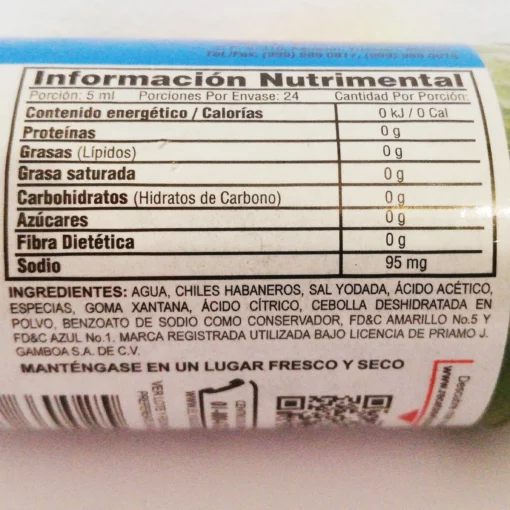 Información Nutrimental
Porción: 5 ml Porciones Por Envase: 24 Cantidad Por Porción:
Contenido energético / Calorías 0 kJ / 0 Cal
Proteínas 0 g
Grasas (Lípidos) 0 g
Grasa saturada 0 g
Carbohidratos (Hidratos de Carbono) 0 g
Azúcares 0 g
Fibra Dietética 0 g
Sodio 95 mg
INGREDIENTES: AGUA, CHILES HABANEROS, SAL YODADA, ÁCIDO ACÉTICO,
ESPECIAS, GOMA XANTANA, ÁCIDO CÍTRICO, CEBOLLA DESHIDRATADA EN
POLVO, BENZOATO DE SODIO COMO CONSERVADOR, FD&C AMARILLO No.5 Y
FD&C AZUL No.1. MARCA REGISTRADA UTILIZADA BAJO LICENCIA DE PRIAMO J.
GAMBOA S.A. DE C.V.
MANTÉNGASE EN UN LUGAR FRESCO Y SECO